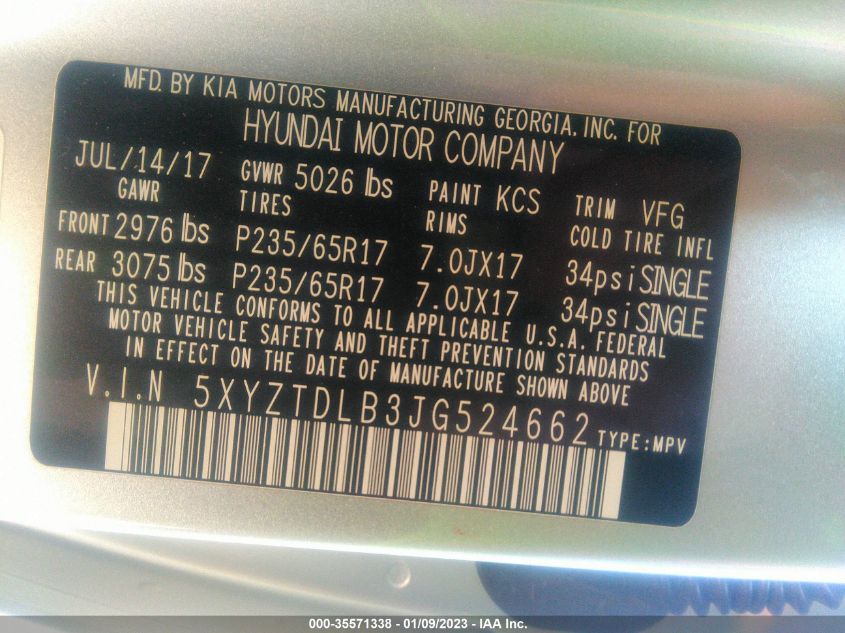 MFD. BY KIA MOTORS MANUFACTURING GEORGIA. INC. FOR
HYUNDAI MOTOR COMPANY
JUL/14/17 GVWR 5026 lbs PAINT KCS TRIM VFG
GAWR TIRES RIMS COLD TIRE INFL
FRONT 2976 lbs P235/65R17 7.0JX17 34psi SINGLE
REAR 3075 lbs P235/65R17 7.0JX17 34psi SINGLE
THIS VEHICLE CONFORMS TO ALL APPLICABLE U.S.A. FEDERAL
MOTOR VEHICLE SAFETY AND THEFT PREVENTION STANDARDS
IN EFFECT ON THE DATE OF MANUFACTURE SHOWN ABOVE
V.I.N 5XYZTDLB3JG524662 TYPE:MPV
000-35571338 | 01/09/2023 - IAA Inc.